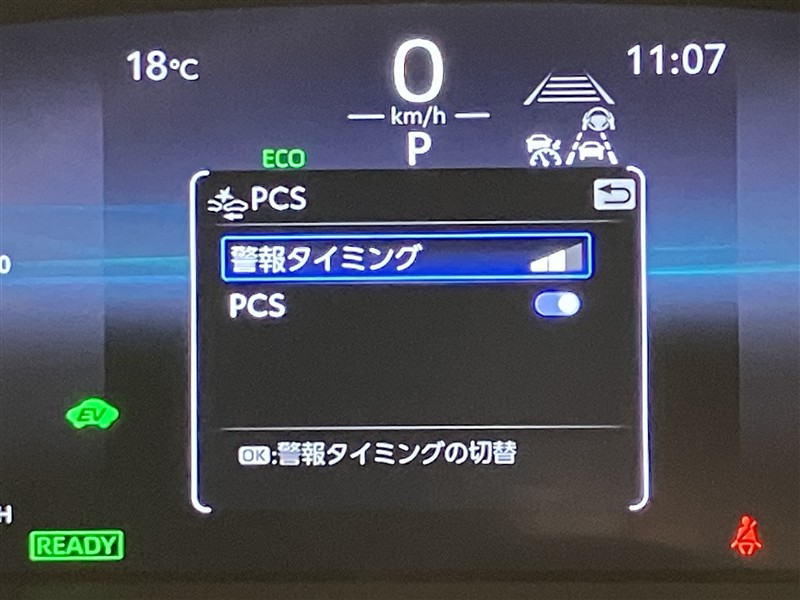 18℃
0
11:07
km/h
P
ECO
PCS
警報タイミング
PCS
0
EV
OK:警報タイミングの切替
H
READY